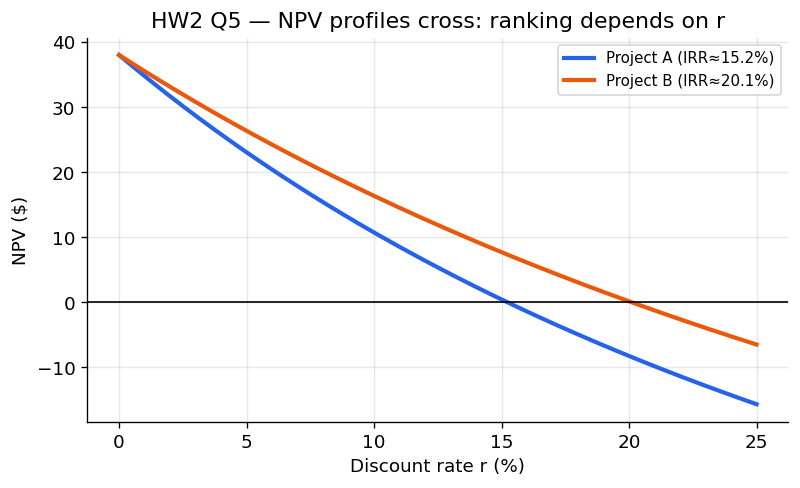 HW2 Q5 — NPV profiles cross: ranking depends on r
Project A (IRR≈15.2%)
Project B (IRR≈20.1%)
NPV ($)
40
30
20
10
0
−10
0 5 10 15 20 25
Discount rate r (%)